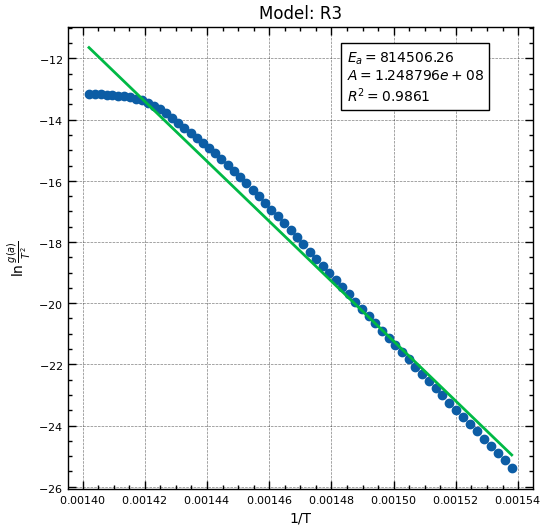 Model: R3
E_a = 814506.26
A = 1.248796e + 08
R^2 = 0.9861
−12
−14
−16
−18
−20
−22
−24
−26
ln g(a)/T^2
0.00140 0.00142 0.00144 0.00146 0.00148 0.00150 0.00152 0.00154
1/T